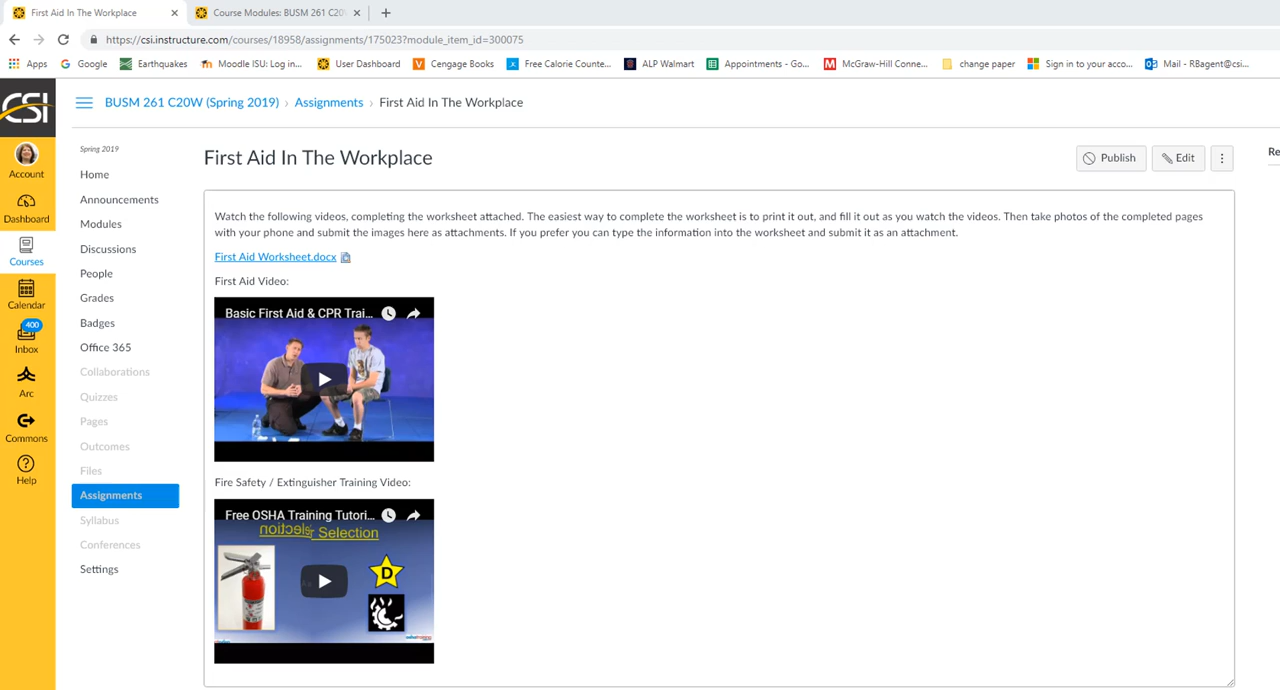 First Aid In The Workplace
Course Modules: BUSM 261 C20W
https://csi.instructure.com/courses/18958/assignments/175023?module_item_id=300075
Apps Google Earthquakes Moodle ISU: Log in... User Dashboard Cengage Books Free Calorie Counte... ALP Walmart Appointments - Go... McGraw-Hill Conne... change paper Sign in to your acco... Mail - RBagent@csi...
CSI
BUSM 261 C20W (Spring 2019) › Assignments › First Aid In The Workplace
Account
Dashboard
Courses
Calendar
400
Inbox
Arc
Commons
Help
Spring 2019
Home
Announcements
Modules
Discussions
People
Grades
Badges
Office 365
Collaborations
Quizzes
Pages
Outcomes
Files
Assignments
Syllabus
Conferences
Settings
First Aid In The Workplace
Publish Edit
Re
Watch the following videos, completing the worksheet attached. The easiest way to complete the worksheet is to print it out, and fill it out as you watch the videos. Then take photos of the completed pages
with your phone and submit the images here as attachments. If you prefer you can type the information into the worksheet and submit it as an attachment.
First Aid Worksheet.docx
First Aid Video:
Basic First Aid & CPR Trai...
Fire Safety / Extinguisher Training Video:
Free OSHA Training Tutori...
Selection
D